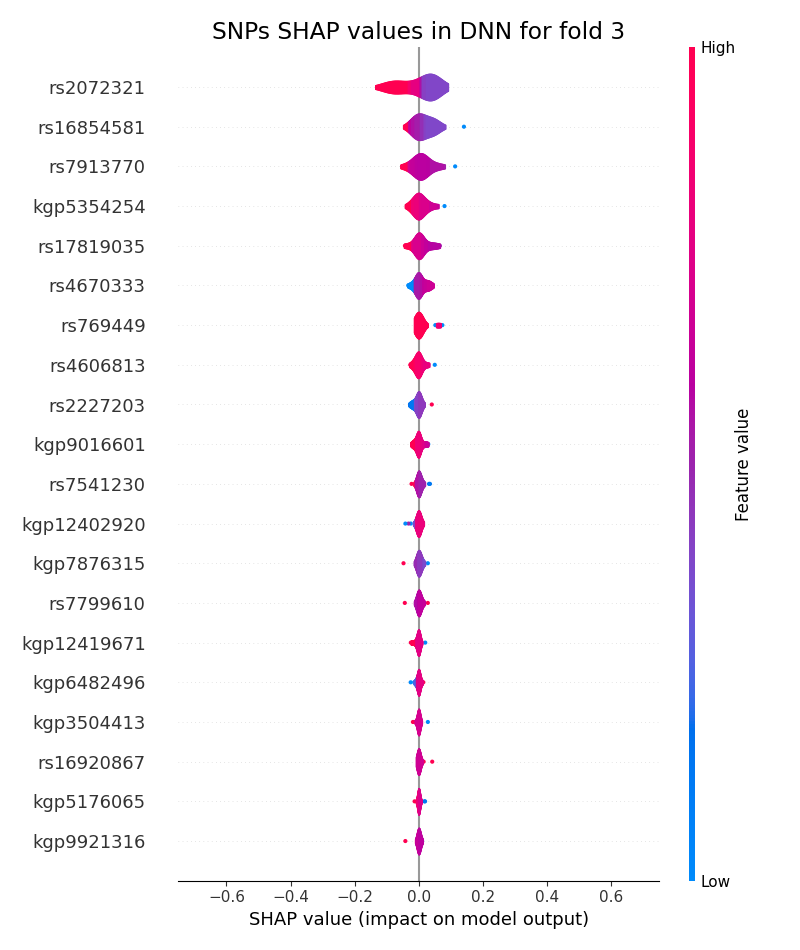 SNPs SHAP values in DNN for fold 3
High
rs2072321
rs16854581
rs7913770
kgp5354254
rs17819035
rs4670333
rs769449
rs4606813
rs2227203
kgp9016601
rs7541230
kgp12402920
kgp7876315
rs7799610
kgp12419671
kgp6482496
kgp3504413
rs16920867
kgp5176065
kgp9921316
Feature value
Low
−0.6 −0.4 −0.2 0.0 0.2 0.4 0.6
SHAP value (impact on model output)